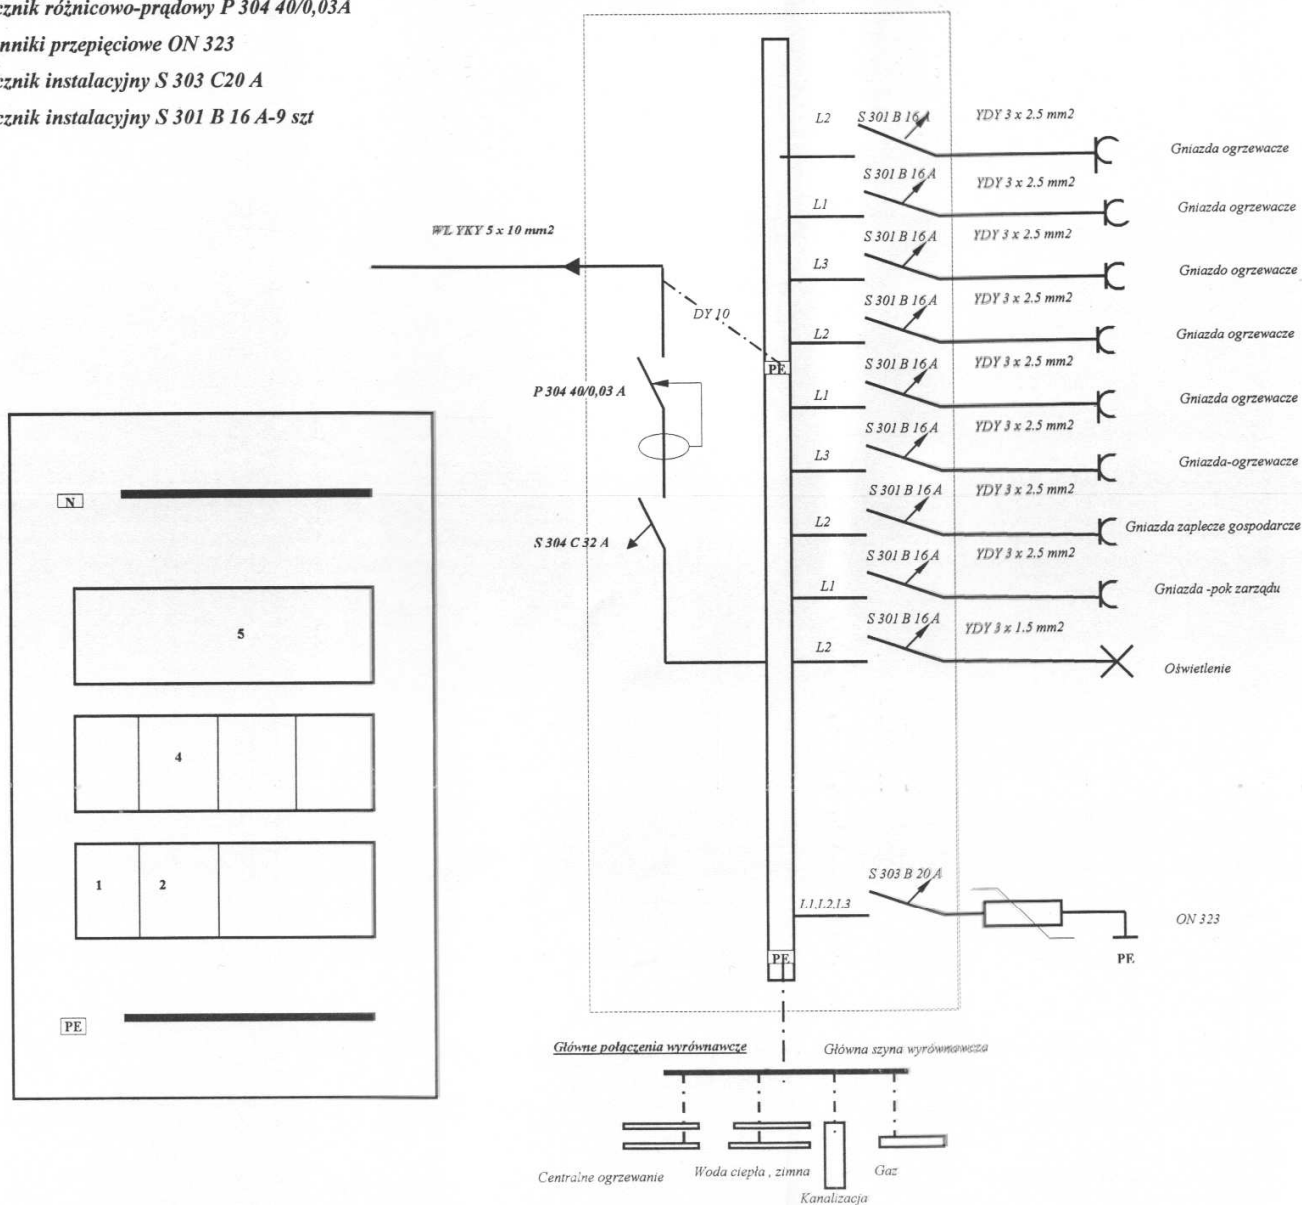 cznik różnicowo-prądowy P 304 40/0,03A
nniki przepięciowe ON 323
cznik instalacyjny S 303 C20 A
cznik instalacyjny S 301 B 16 A-9 szt
L2 S 301 B 16 A YDY 3 x 2.5 mm2 Gniazda ogrzewacze
L1 S 301 B 16 A YDY 3 x 2.5 mm2 Gniazda ogrzewacze
WŁ YKY 5 x 10 mm2
L3 S 301 B 16 A YDY 3 x 2.5 mm2 Gniazdo ogrzewacze
DY 10
L2 S 301 B 16 A YDY 3 x 2.5 mm2 Gniazda ogrzewacze
PE
P 304 40/0,03 A
L1 S 301 B 16 A YDY 3 x 2.5 mm2 Gniazda ogrzewacze
L3 S 301 B 16 A YDY 3 x 2.5 mm2 Gniazda-ogrzewacze
N
S 304 C 32 A
L2 S 301 B 16 A YDY 3 x 2.5 mm2 Gniazda zaplecze gospodarcze
L1 S 301 B 16 A YDY 3 x 2.5 mm2 Gniazda -pok zarządu
5
L2 S 301 B 16 A YDY 3 x 1.5 mm2 Oświetlenie
4
1 2
L1,L2,L3 S 303 B 20 A ON 323
PE
PE
PE
Główne połączenia wyrównawcze Główna szyna wyrównawcza
Centralne ogrzewanie Woda ciepła , zimna Gaz
Kanalizacja